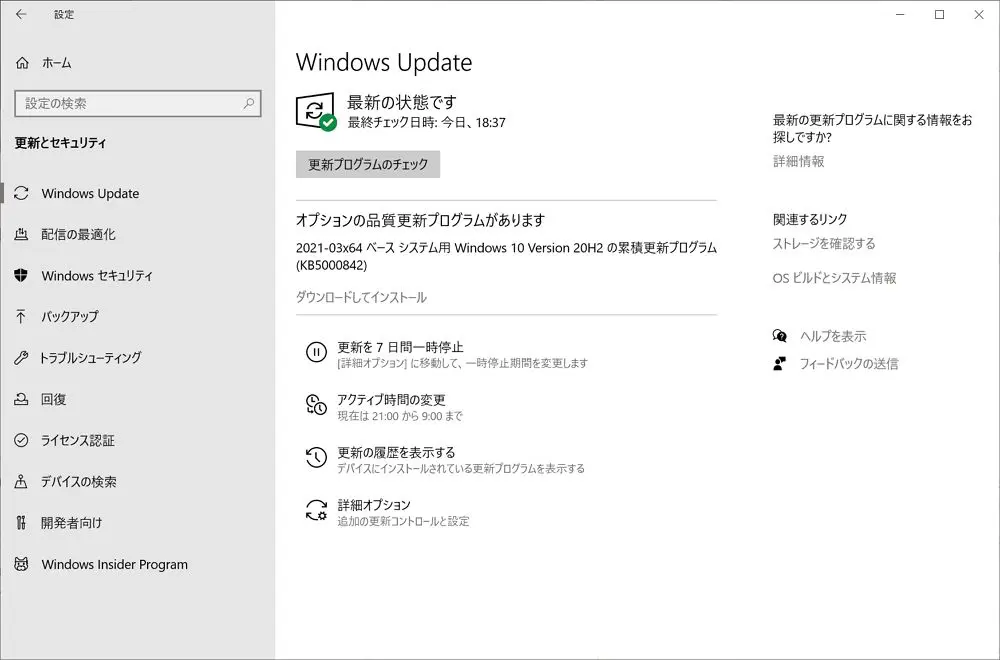 設定
ホーム
設定の検索
更新とセキュリティ
Windows Update
配信の最適化
Windows セキュリティ
バックアップ
トラブルシューティング
回復
ライセンス認証
デバイスの検索
開発者向け
Windows Insider Program
Windows Update
最新の状態です
最終チェック日時: 今日、18:37
更新プログラムのチェック
オプションの品質更新プログラムがあります
2021-03x64 ベース システム用 Windows 10 Version 20H2 の累積更新プログラム
(KB5000842)
ダウンロードしてインストール
更新を 7 日間一時停止
[詳細オプション] に移動して、一時停止期間を変更します
アクティブ時間の変更
現在は 21:00 から 9:00 まで
更新の履歴を表示する
デバイスにインストールされている更新プログラムを表示する
詳細オプション
追加の更新コントロールと設定
最新の更新プログラムに関する情報をお
探しですか?
詳細情報
関連するリンク
ストレージを確認する
OS ビルドとシステム情報
ヘルプを表示
フィードバックの送信